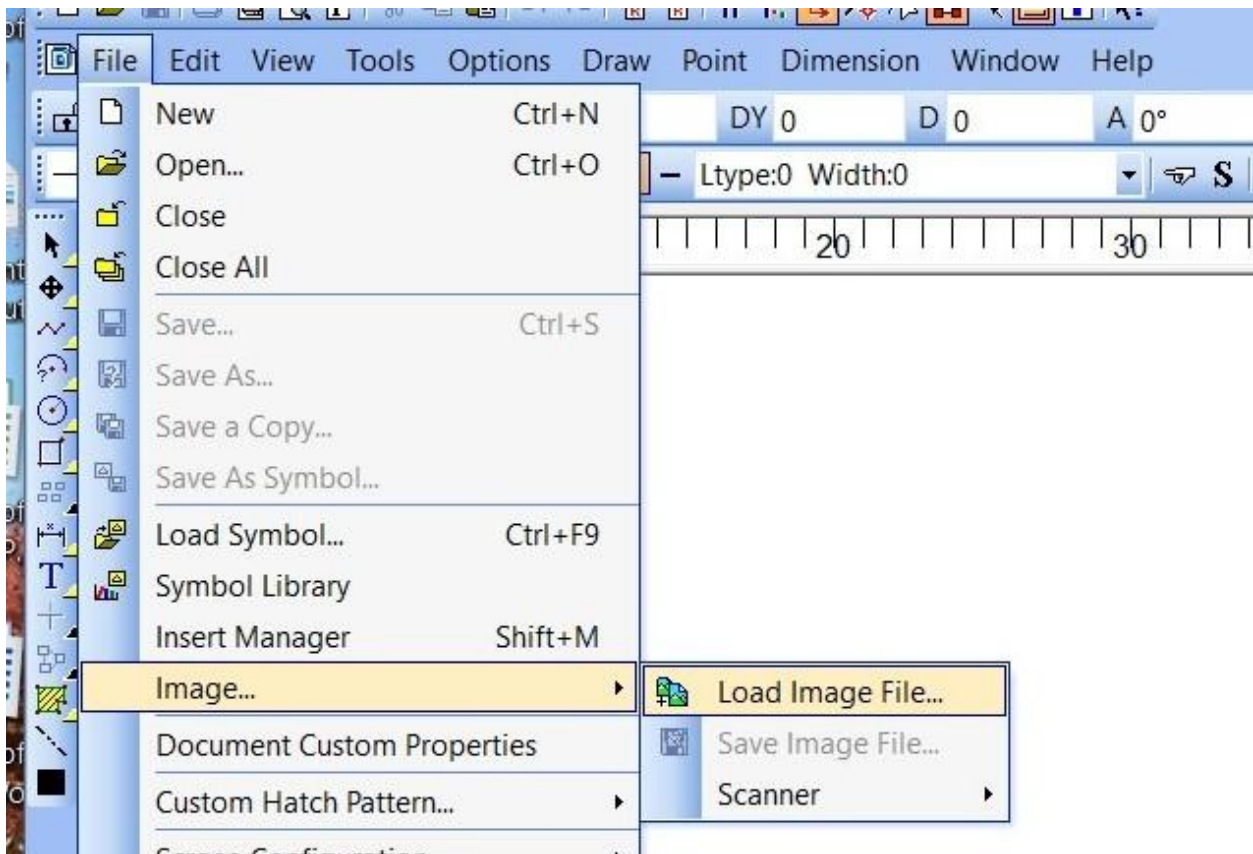 File Edit View Tools Options Draw Point Dimension Window Help
New Ctrl+N
DY 0 D 0 A 0°
Open... Ctrl+O
Ltype:0 Width:0 S
Close
20 30
Close All
Save... Ctrl+S
Save As...
Save a Copy...
Save As Symbol...
Load Symbol... Ctrl+F9
T
Symbol Library
Insert Manager Shift+M
Image...
Load Image File...
Save Image File...
Scanner
Document Custom Properties
Custom Hatch Pattern...